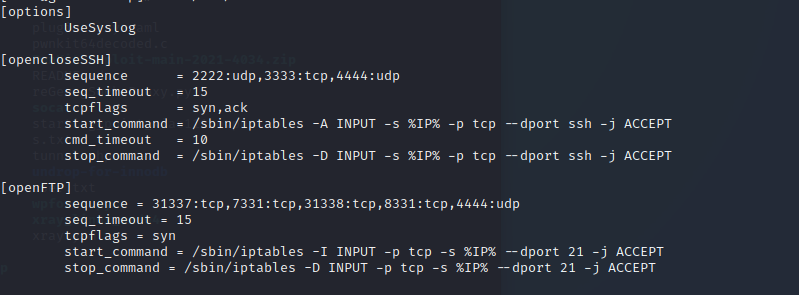 [options]
UseSyslog
[opencloseSSH]
sequence = 2222:udp,3333:tcp,4444:udp
seq_timeout = 15
tcpflags = syn,ack
start_command = /sbin/iptables -A INPUT -s %IP% -p tcp --dport ssh -j ACCEPT
cmd_timeout = 10
stop_command = /sbin/iptables -D INPUT -s %IP% -p tcp --dport ssh -j ACCEPT
[openFTP]
sequence = 31337:tcp,7331:tcp,31338:tcp,8331:tcp,4444:udp
seq_timeout = 15
tcpflags = syn
start_command = /sbin/iptables -I INPUT -p tcp -s %IP% --dport 21 -j ACCEPT
stop_command = /sbin/iptables -D INPUT -p tcp -s %IP% --dport 21 -j ACCEPT